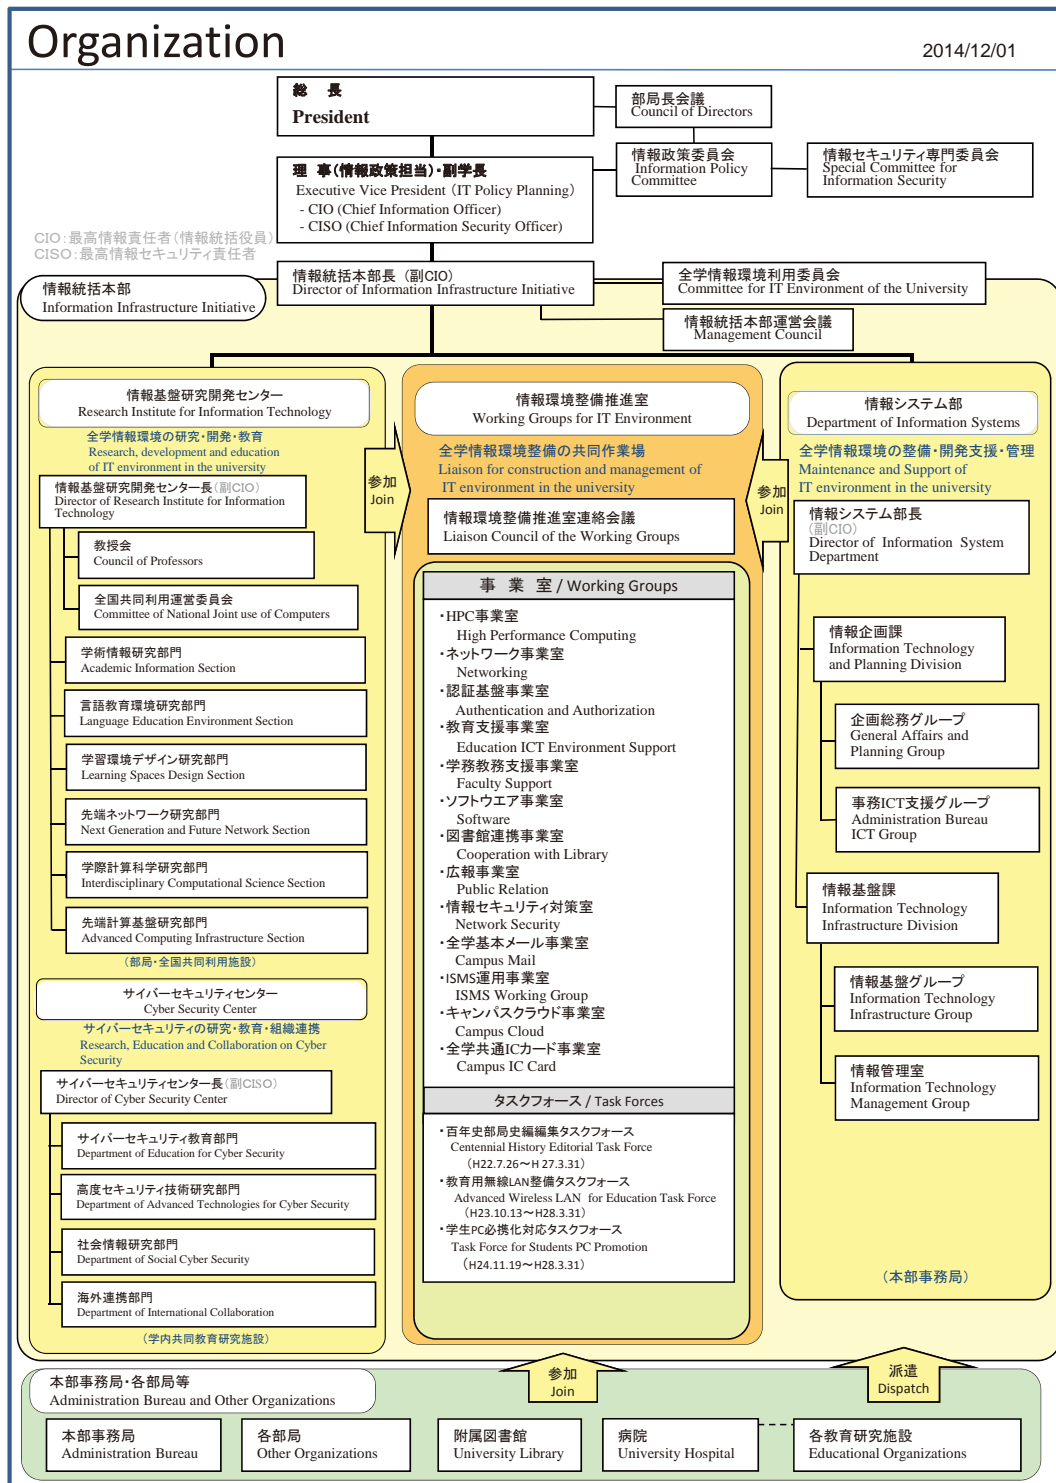 Organization
2014/12/01
総 長
President
部局長会議
Council of Directors
理 事(情報政策担当)・副学長
Executive Vice President (IT Policy Planning)
- CIO (Chief Information Officer)
- CISO (Chief Information Security Officer)
情報政策委員会
Information Policy
Committee
情報セキュリティ専門委員会
Special Committee for
Information Security
CIO:最高情報責任者(情報統括役員)
CISO:最高情報セキュリティ責任者
情報統括本部
Information Infrastructure Initiative
情報統括本部長 (副CIO)
Director of Information Infrastructure Initiative
全学情報環境利用委員会
Committee for IT Environment of the University
情報統括本部運営会議
Management Council
情報基盤研究開発センター
Research Institute for Information Technology
全学情報環境の研究・開発・教育
Research, development and education
of IT environment in the university
情報基盤研究開発センター長(副CIO)
Director of Research Institute for Information
Technology
教授会
Council of Professors
全国共同利用運営委員会
Committee of National Joint use of Computers
学術情報研究部門
Academic Information Section
言語教育環境研究部門
Language Education Environment Section
学習環境デザイン研究部門
Learning Spaces Design Section
先端ネットワーク研究部門
Next Generation and Future Network Section
学際計算科学研究部門
Interdisciplinary Computational Science Section
先端計算基盤研究部門
Advanced Computing Infrastructure Section
(部局・全国共同利用施設)
サイバーセキュリティセンター
Cyber Security Center
サイバーセキュリティの研究・教育・組織連携
Research, Education and Collaboration on Cyber
Security
サイバーセキュリティセンター長(副CISO)
Director of Cyber Security Center
サイバーセキュリティ教育部門
Department of Education for Cyber Security
高度セキュリティ技術研究部門
Department of Advanced Technologies for Cyber Security
社会情報研究部門
Department of Social Cyber Security
海外連携部門
Department of International Collaboration
(学内共同教育研究施設)
参加
Join
情報環境整備推進室
Working Groups for IT Environment
全学情報環境整備の共同作業場
Liaison for construction and management of
IT environment in the university
情報環境整備推進室連絡会議
Liaison Council of the Working Groups
事 業 室 / Working Groups
・HPC事業室
High Performance Computing
・ネットワーク事業室
Networking
・認証基盤事業室
Authentication and Authorization
・教育支援事業室
Education ICT Environment Support
・学務教務支援事業室
Faculty Support
・ソフトウエア事業室
Software
・図書館連携事業室
Cooperation with Library
・広報事業室
Public Relation
・情報セキュリティ対策室
Network Security
・全学基本メール事業室
Campus Mail
・ISMS運用事業室
ISMS Working Group
・キャンパスクラウド事業室
Campus Cloud
・全学共通ICカード事業室
Campus IC Card
タスクフォース / Task Forces
・百年史部局史編編集タスクフォース
Centennial History Editorial Task Force
(H22.7.26~H 27.3.31)
・教育用無線LAN整備タスクフォース
Advanced Wireless LAN for Education Task Force
(H23.10.13~H28.3.31)
・学生PC必携化対応タスクフォース
Task Force for Students PC Promotion
(H24.11.19~H28.3.31)
参加
Join
情報システム部
Department of Information Systems
全学情報環境の整備・開発支援・管理
Maintenance and Support of
IT environment in the university
情報システム部長
(副CIO)
Director of Information System
Department
情報企画課
Information Technology
and Planning Division
企画総務グループ
General Affairs and
Planning Group
事務ICT支援グループ
Administration Bureau
ICT Group
情報基盤課
Information Technology
Infrastructure Division
情報基盤グループ
Information Technology
Infrastructure Group
情報管理室
Information Technology
Management Group
(本部事務局)
参加
Join
派遣
Dispatch
本部事務局・各部局等
Administration Bureau and Other Organizations
本部事務局
Administration Bureau
各部局
Other Organizations
附属図書館
University Library
病院
University Hospital
各教育研究施設
Educational Organizations